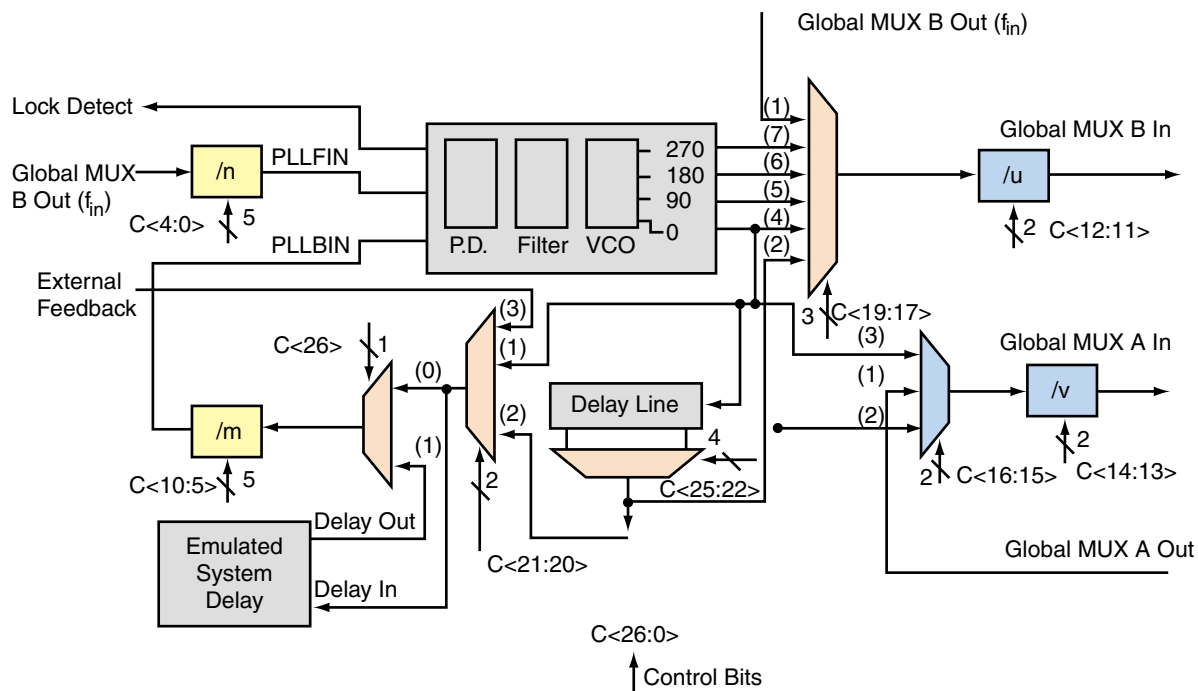 Global MUX B Out (fin)
Lock Detect
Global MUX
B Out (fin)
/n
PLLFIN
C<4:0>
5
PLLBIN
External
Feedback
P.D.
Filter
VCO
270
180
90
0
(1)
(7)
(6)
(5)
(4)
(2)
3
C<19:17>
Global MUX B In
/u
2
C<12:11>
C<26>
1
(0)
(1)
(3)
(1)
(2)
2
C<21:20>
/m
C<10:5>
5
Delay Line
4
C<25:22>
(3)
(1)
(2)
2
C<16:15>
Global MUX A In
/v
2
C<14:13>
Emulated
System
Delay
Delay Out
Delay In
Global MUX A Out
C<26:0>
Control Bits